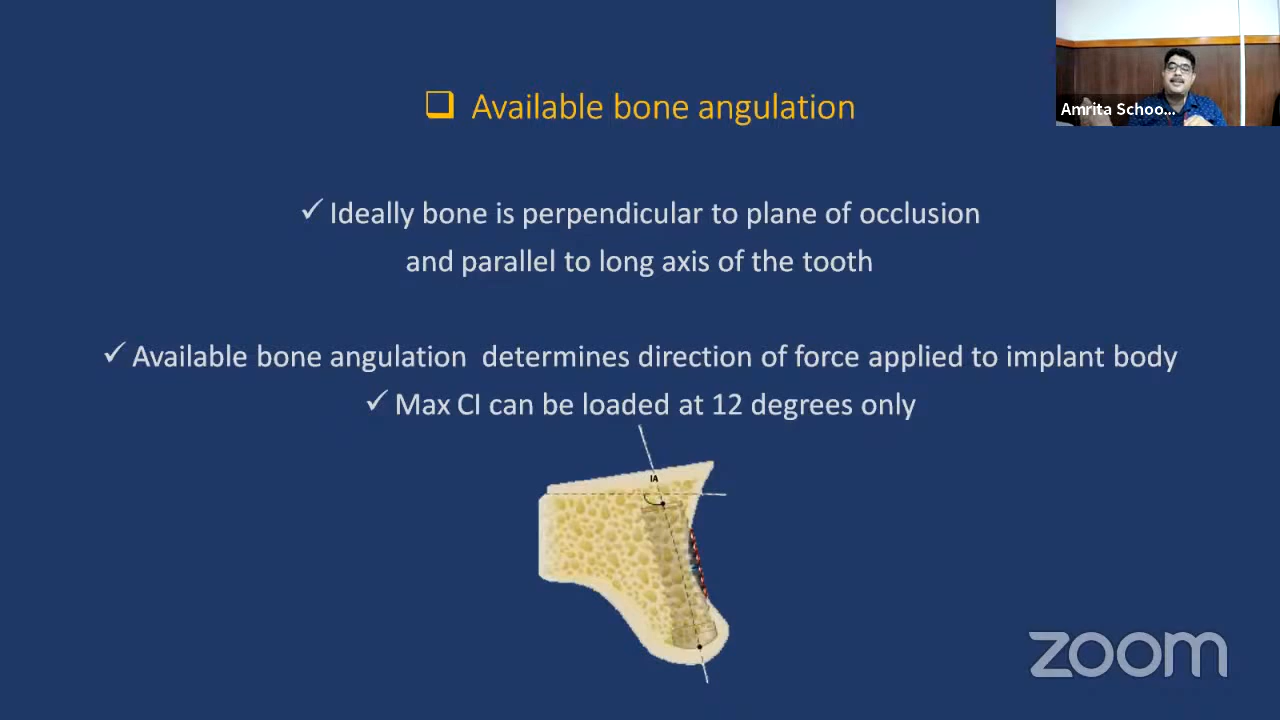 Available bone angulation
Amrita Schoo...
Ideally bone is perpendicular to plane of occlusion
and parallel to long axis of the tooth
Available bone angulation determines direction of force applied to implant body
Max CI can be loaded at 12 degrees only
IA
zoom